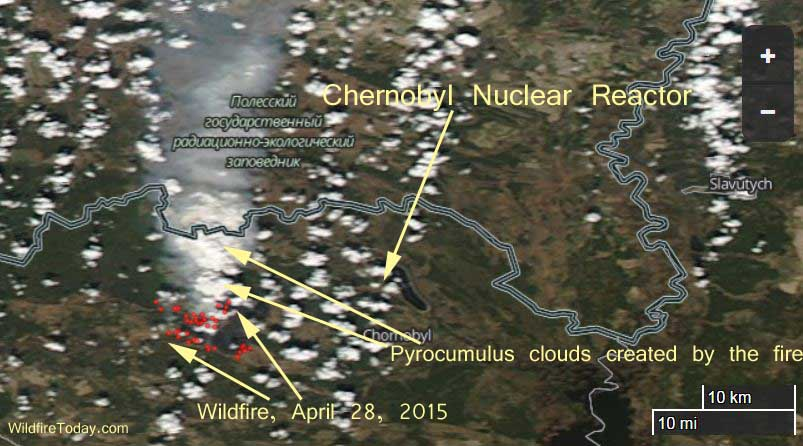 Chernobyl Nuclear Reactor
Полесский
государственный
радиационно-экологический
заповедник
+
−
Slavutych
Chornobyl
Pyrocumulus clouds created by the fire
Wildfire, April 28, 2015
10 km
10 mi
WildfireToday.com